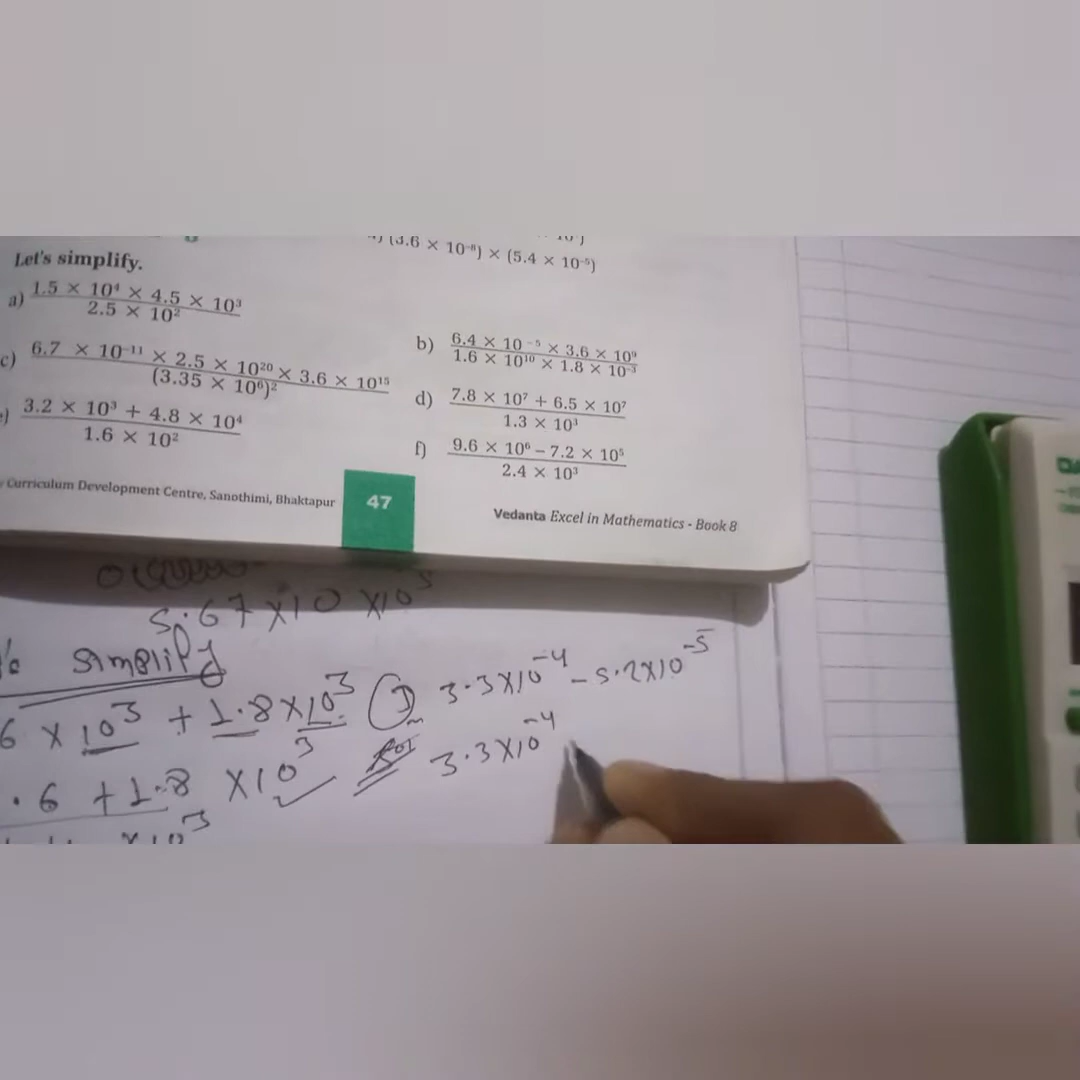 (3.6 × 10⁻⁸) × (5.4 × 10⁻⁵)
Let's simplify.
a) 1.5 × 10⁴ × 4.5 × 10³
2.5 × 10²
b) 6.4 × 10⁻⁵ × 3.6 × 10⁹
1.6 × 10¹⁰ × 1.8 × 10⁻³
c) 6.7 × 10⁻¹¹ × 2.5 × 10²⁰ × 3.6 × 10¹⁵
(3.35 × 10⁶)²
d) 7.8 × 10⁷ + 6.5 × 10⁷
1.3 × 10³
) 3.2 × 10³ + 4.8 × 10⁴
1.6 × 10²
f) 9.6 × 10⁶ – 7.2 × 10⁵
2.4 × 10³
Curriculum Development Centre, Sanothimi, Bhaktapur
47
Vedanta Excel in Mathematics - Book 8
5.67 × 10 × 10⁵
simplify
6 × 10³ + 1.8 × 10³
3.3 × 10⁻⁴ – 5.2 × 10⁻⁵
.6 + 1.8 × 10³
3.3 × 10⁻⁴
× 10³